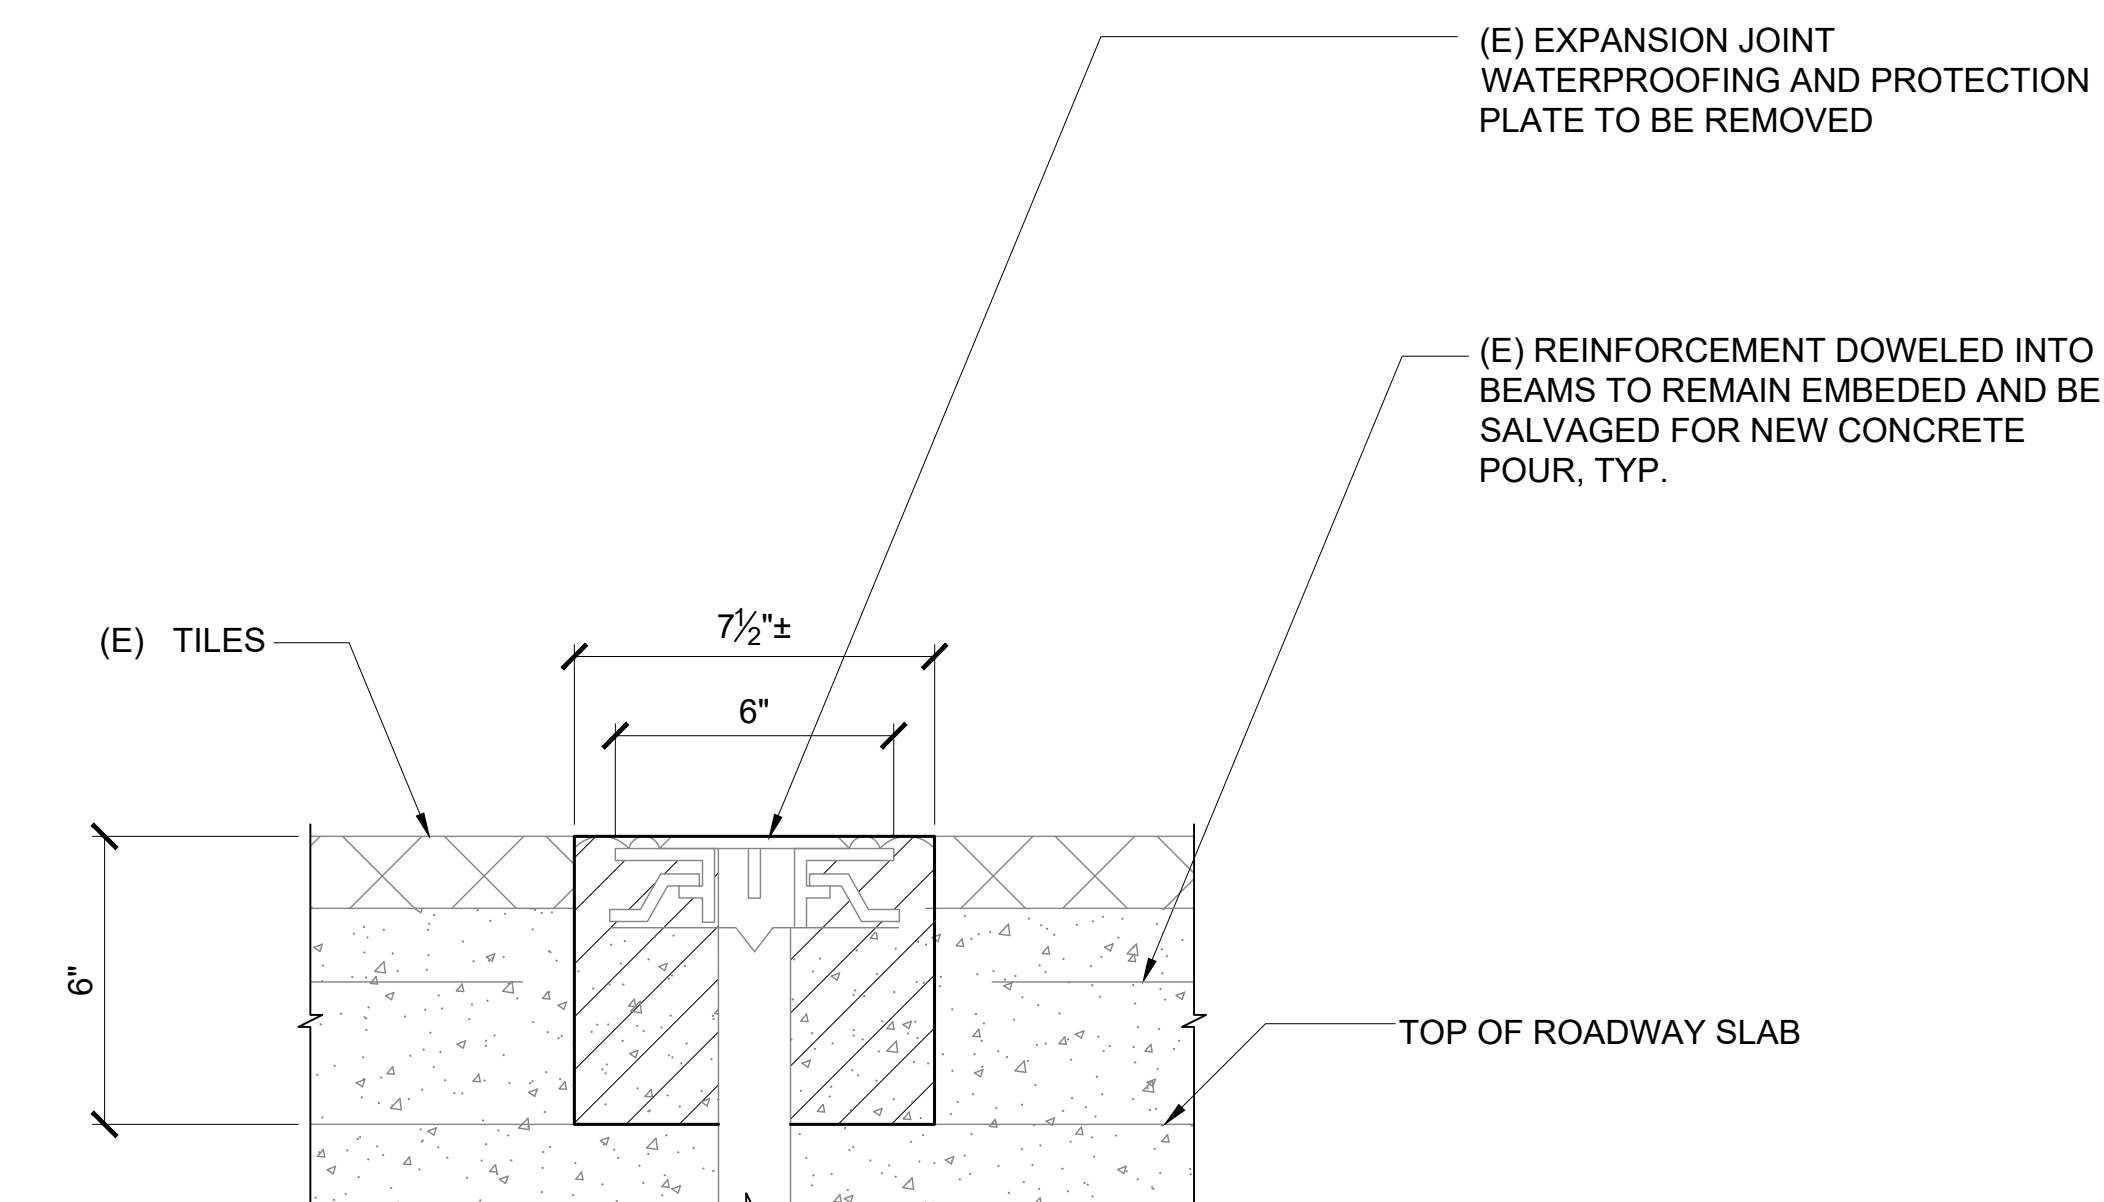 (E) EXPANSION JOINT
WATERPROOFING AND PROTECTION
PLATE TO BE REMOVED
(E) REINFORCEMENT DOWELED INTO
BEAMS TO REMAIN EMBEDED AND BE
SALVAGED FOR NEW CONCRETE
POUR, TYP.
(E) TILES
7½"±
6"
6"
TOP OF ROADWAY SLAB